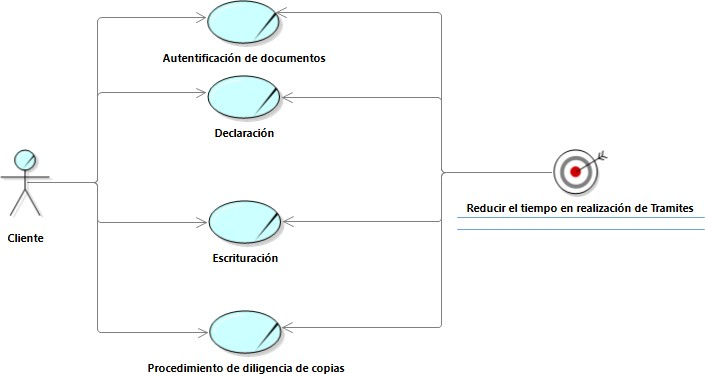 Autentificación de documentos
Declaración
Reducir el tiempo en realización de Tramites
Cliente
Escrituración
Procedimiento de diligencia de copias